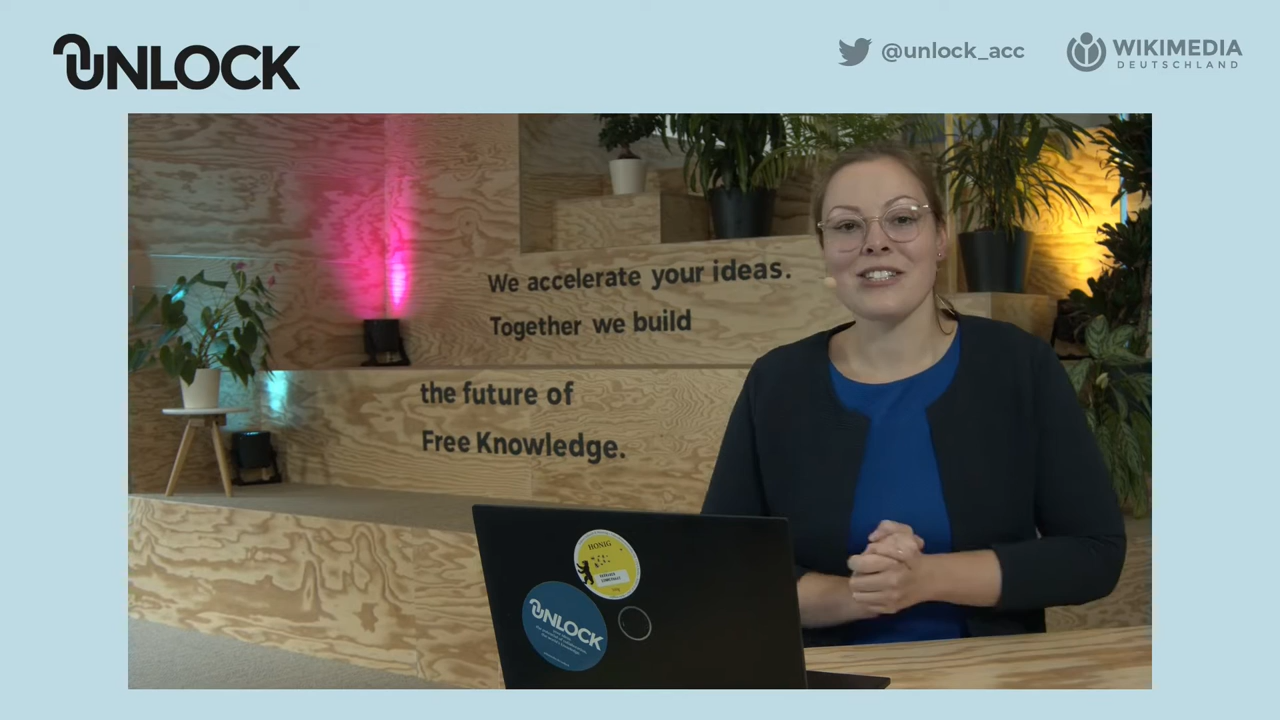 UNLOCK
@unlock_acc
WIKIMEDIA
DEUTSCHLAND
We accelerate your ideas.
Together we build
the future of
Free Knowledge.
HONIG
UNLOCK